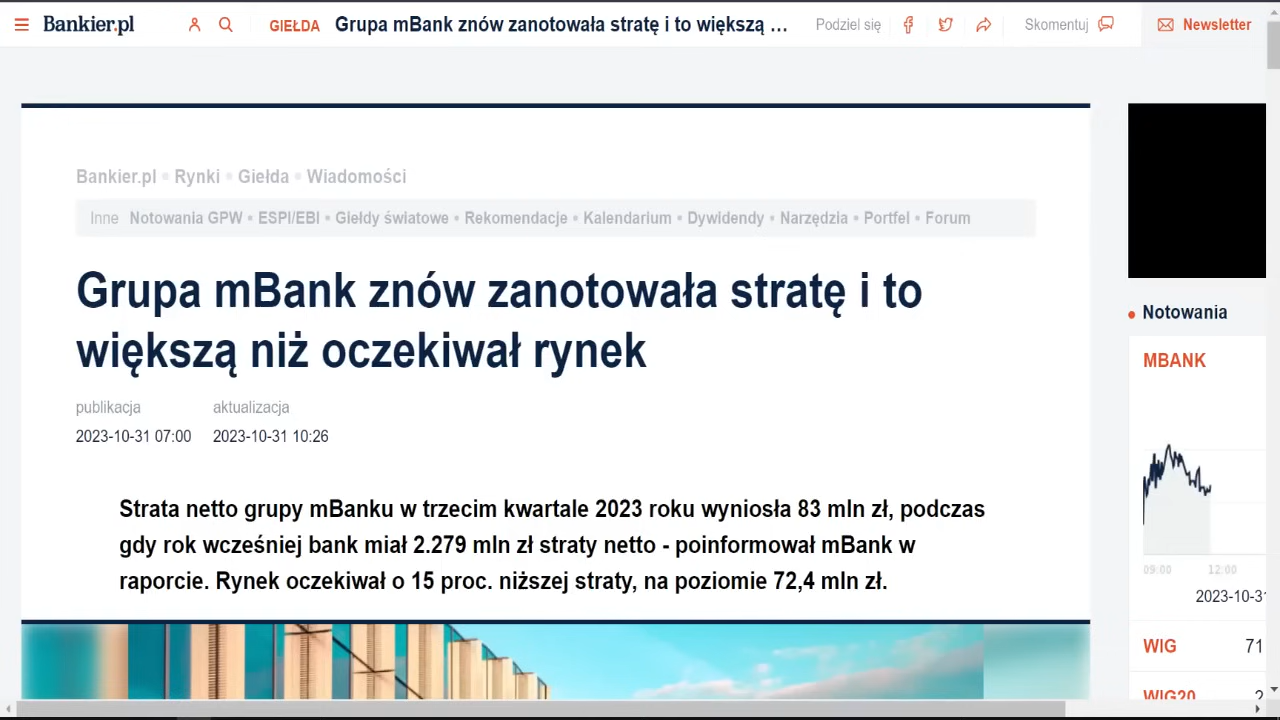 Bankier.pl GIEŁDA Grupa mBank znów zanotowała stratę i to większą ... Podziel się Skomentuj Newsletter
Bankier.pl • Rynki • Giełda • Wiadomości
Inne Notowania GPW • ESPI/EBI • Giełdy światowe • Rekomendacje • Kalendarium • Dywidendy • Narzędzia • Portfel • Forum
Grupa mBank znów zanotowała stratę i to
większą niż oczekiwał rynek
publikacja aktualizacja
2023-10-31 07:00 2023-10-31 10:26
Strata netto grupy mBanku w trzecim kwartale 2023 roku wyniosła 83 mln zł, podczas
gdy rok wcześniej bank miał 2.279 mln zł straty netto - poinformował mBank w
raporcie. Rynek oczekiwał o 15 proc. niższej straty, na poziomie 72,4 mln zł.
Notowania
MBANK
09:00 12:00
2023-10-31
WIG 71
WIG20 2